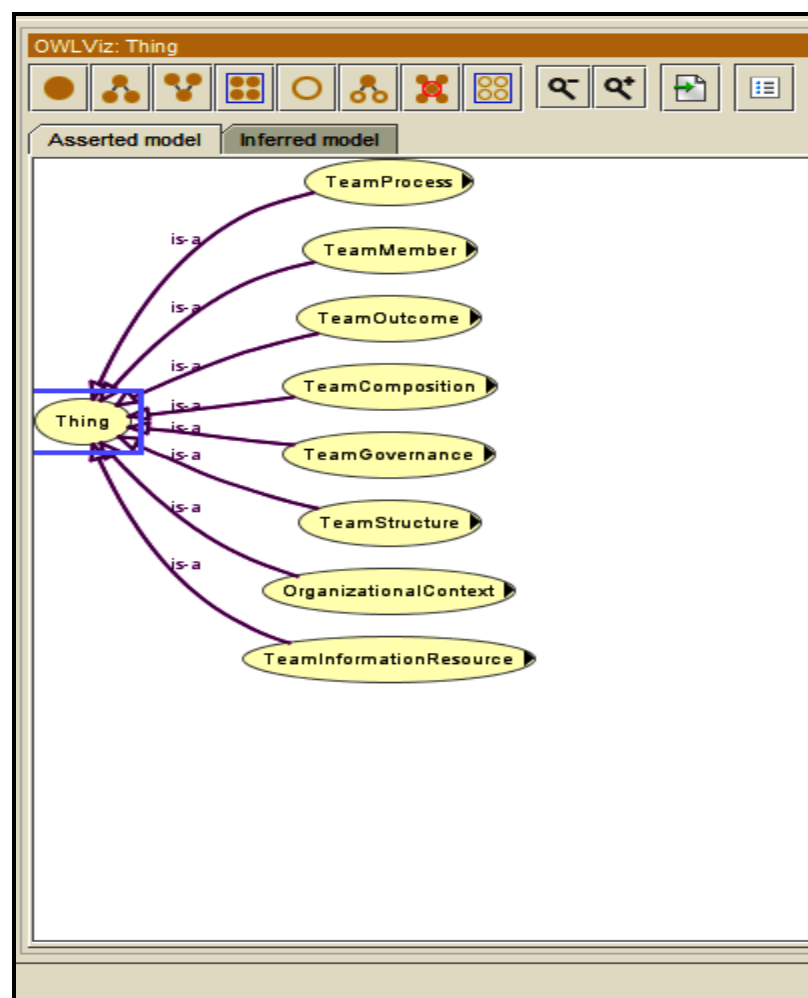 OWLViz: Thing
Asserted model
Inferred model
TeamProcess
is-a
TeamMember
is-a
TeamOutcome
is-a
TeamComposition
is-a
Thing
is-a
TeamGovernance
is-a
TeamStructure
is-a
OrganizationalContext
is-a
TeamInformationResource